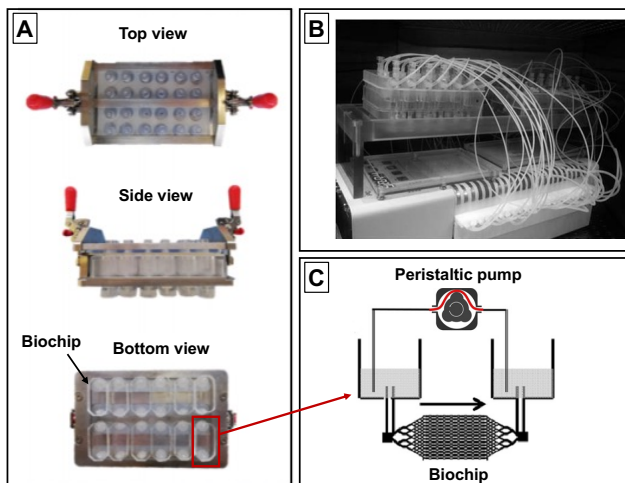 A
Top view
Side view
Biochip
Bottom view
B
C
Peristaltic pump
Biochip